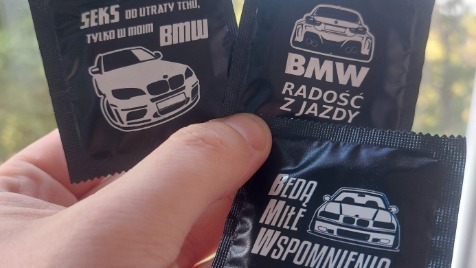 SEKS DO UTRATY TCHU,
TYLKO W MOIM BMW
BMW
RADOŚĆ
Z JAZDY
BĘDĄ
MIŁE
WSPOMNIENIA